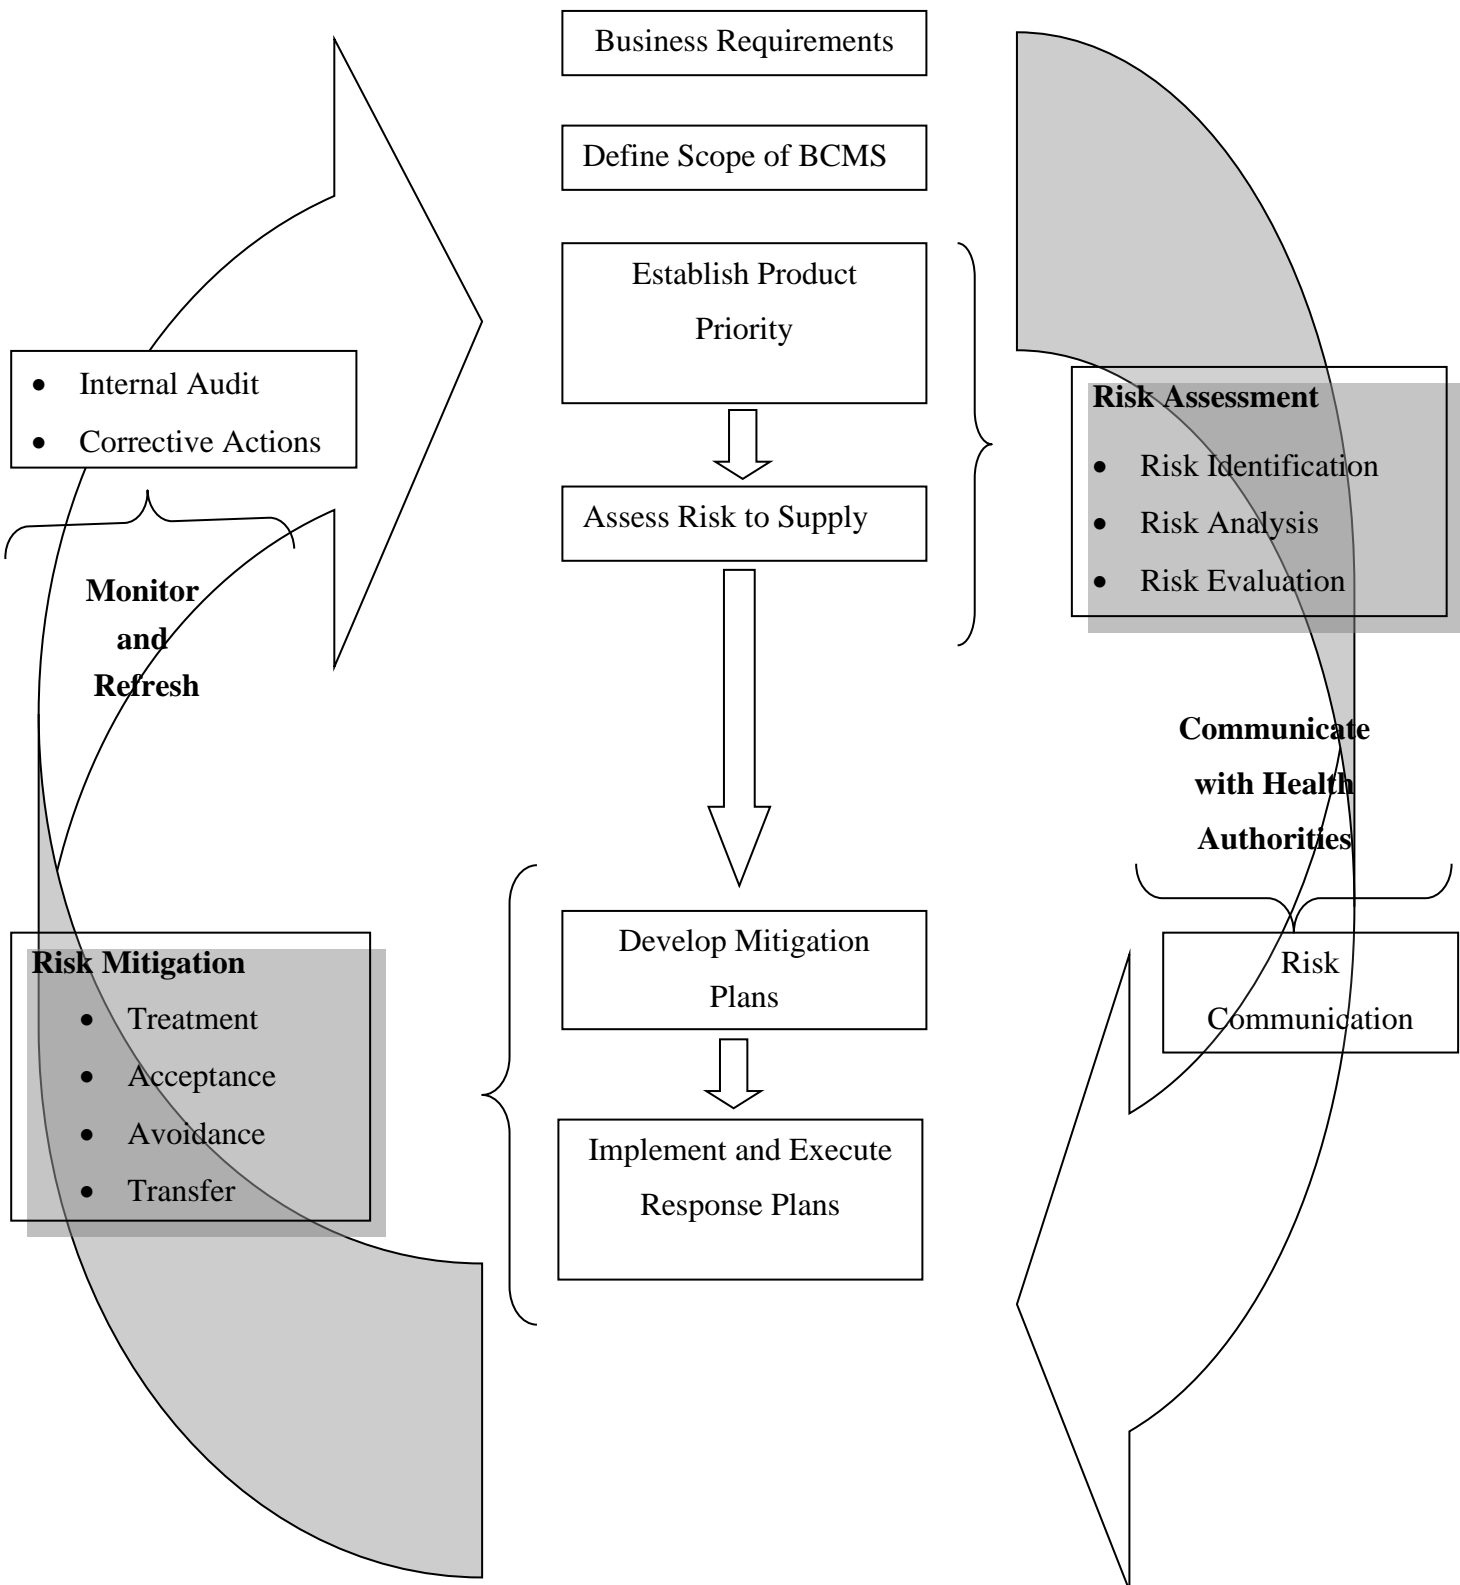 Business Requirements
Define Scope of BCMS
Establish Product
Priority
Assess Risk to Supply
• Internal Audit
• Corrective Actions
Monitor
and
Refresh
Risk Assessment
• Risk Identification
• Risk Analysis
• Risk Evaluation
Communicate
with Health
Authorities
Risk
Communication
Develop Mitigation
Plans
Implement and Execute
Response Plans
Risk Mitigation
• Treatment
• Acceptance
• Avoidance
• Transfer